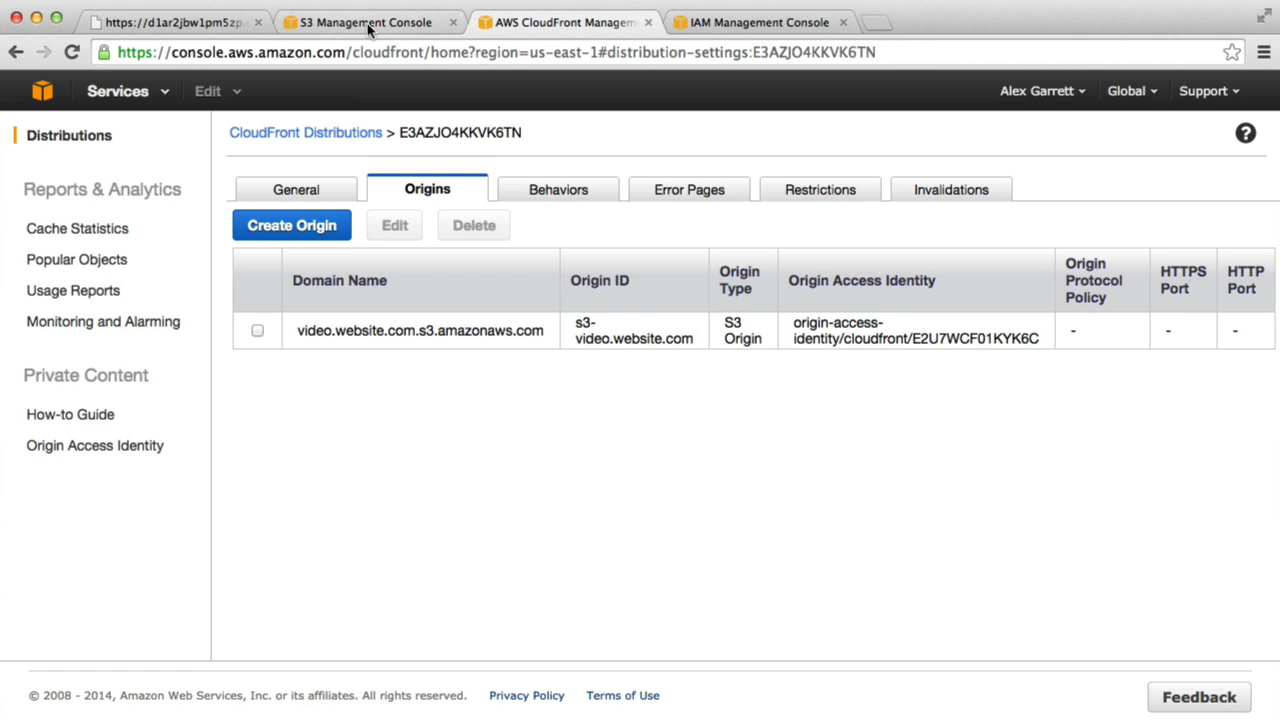 https://d1ar2jbw1pm5zp
S3 Management Console
AWS CloudFront Managem
IAM Management Console
https://console.aws.amazon.com/cloudfront/home?region=us-east-1#distribution-settings:E3AZJO4KKVK6TN
Services Edit Alex Garrett Global Support
Distributions
CloudFront Distributions > E3AZJO4KKVK6TN
Reports & Analytics
Cache Statistics
Popular Objects
Usage Reports
Monitoring and Alarming
Private Content
How-to Guide
Origin Access Identity
General Origins Behaviors Error Pages Restrictions Invalidations
Create Origin Edit Delete
Domain Name
Origin ID
Origin
Type
Origin Access Identity
Origin
Protocol
Policy
HTTPS
Port
HTTP
Port
video.website.com.s3.amazonaws.com
s3-
video.website.com
S3
Origin
origin-access-
identity/cloudfront/E2U7WCF01KYK6C
- - -
© 2008 - 2014, Amazon Web Services, Inc. or its affiliates. All rights reserved. Privacy Policy Terms of Use
Feedback